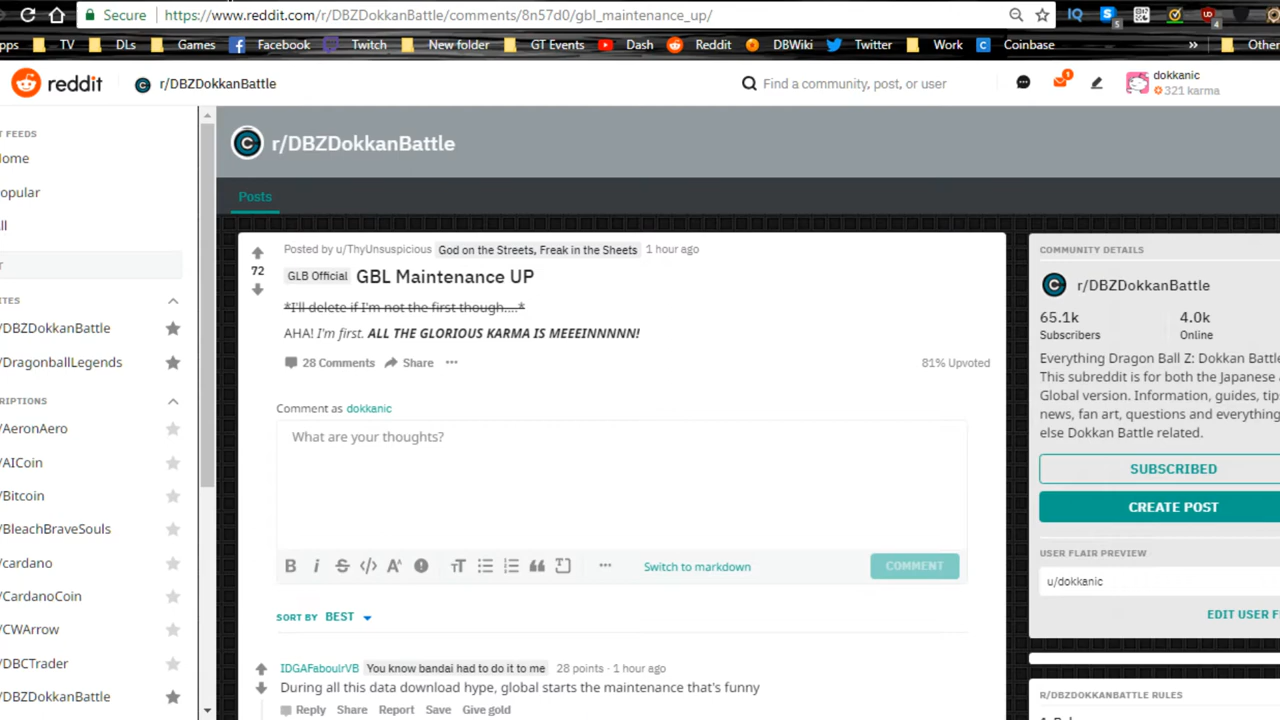 Secure https://www.reddit.com/r/DBZDokkanBattle/comments/8n57d0/gbl_maintenance_up/
pps TV DLs Games Facebook Twitch New folder GT Events Dash Reddit DBWiki Twitter Work Coinbase » Other
reddit r/DBZDokkanBattle Find a community, post, or user 1 dokkanic
321 karma
T FEEDS
ome
opular
ll
r
ITES
/DBZDokkanBattle
/DragonballLegends
RIPTIONS
/AeronAero
/AICoin
/Bitcoin
/BleachBraveSouls
/cardano
/CardanoCoin
/CWArrow
/DBCTrader
/DBZDokkanBattle
r/DBZDokkanBattle
Posts
Posted by u/ThyUnsuspicious God on the Streets, Freak in the Sheets 1 hour ago
72
GLB Official GBL Maintenance UP
*I'll delete if I'm not the first though....*
AHA! I'm first. ALL THE GLORIOUS KARMA IS MEEEINNNNN!
28 Comments Share ··· 81% Upvoted
Comment as dokkanic
What are your thoughts?
B i S </> A T ··· Switch to markdown COMMENT
SORT BY BEST
IDGAFaboulrVB You know bandai had to do it to me 28 points · 1 hour ago
During all this data download hype, global starts the maintenance that's funny
Reply Share Report Save Give gold
COMMUNITY DETAILS
r/DBZDokkanBattle
65.1k 4.0k
Subscribers Online
Everything Dragon Ball Z: Dokkan Battle
This subreddit is for both the Japanese a
Global version. Information, guides, tip
news, fan art, questions and everything
else Dokkan Battle related.
SUBSCRIBED
CREATE POST
USER FLAIR PREVIEW
u/dokkanic
EDIT USER F
R/DBZDOKKANBATTLE RULES